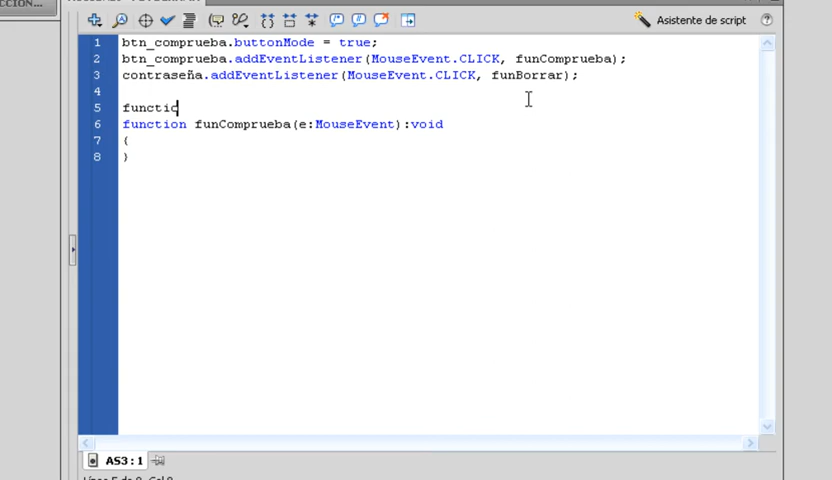 CCION...
Asistente de script
1 btn_comprueba.buttonMode = true;
2 btn_comprueba.addEventListener(MouseEvent.CLICK, funComprueba);
3 contraseña.addEventListener(MouseEvent.CLICK, funBorrar);
4
5 functio
6 function funComprueba(e:MouseEvent):void
7 {
8 }
AS3 : 1